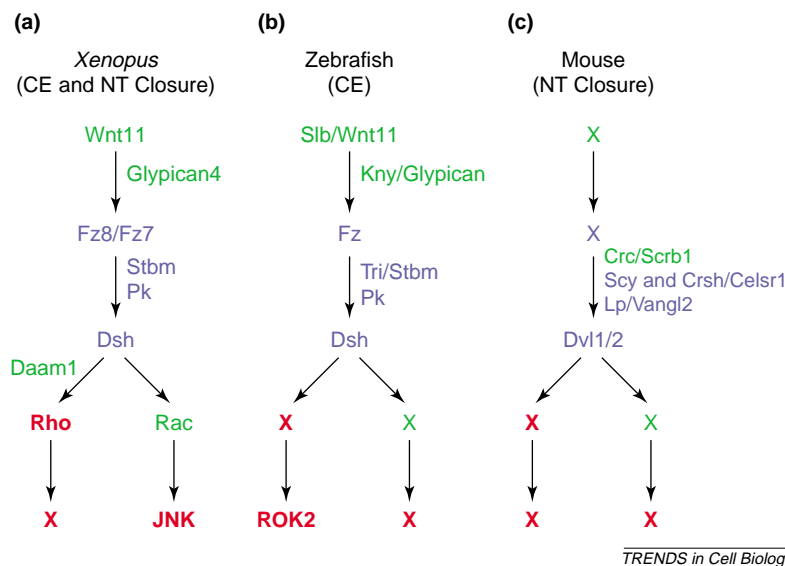 (a)
Xenopus
(CE and NT Closure)
Wnt11
Glypican4
Fz8/Fz7
Stbm
Pk
Dsh
Daam1
Rho
Rac
X
JNK
(b)
Zebrafish
(CE)
Slb/Wnt11
Kny/Glypican
Fz
Tri/Stbm
Pk
Dsh
X
X
ROK2
X
(c)
Mouse
(NT Closure)
X
X
Crc/Scrb1
Scy and Crsh/Celsr1
Lp/Vangl2
Dvl1/2
X
X
X
X
TRENDS in Cell Biolog